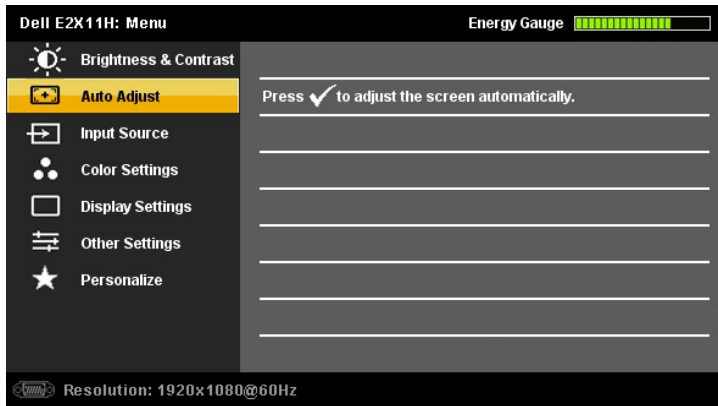 Dell E2X11H: Menu Energy Gauge
Brightness & Contrast
Auto Adjust
Press ✓ to adjust the screen automatically.
Input Source
Color Settings
Display Settings
Other Settings
Personalize
Resolution: 1920x1080@60Hz